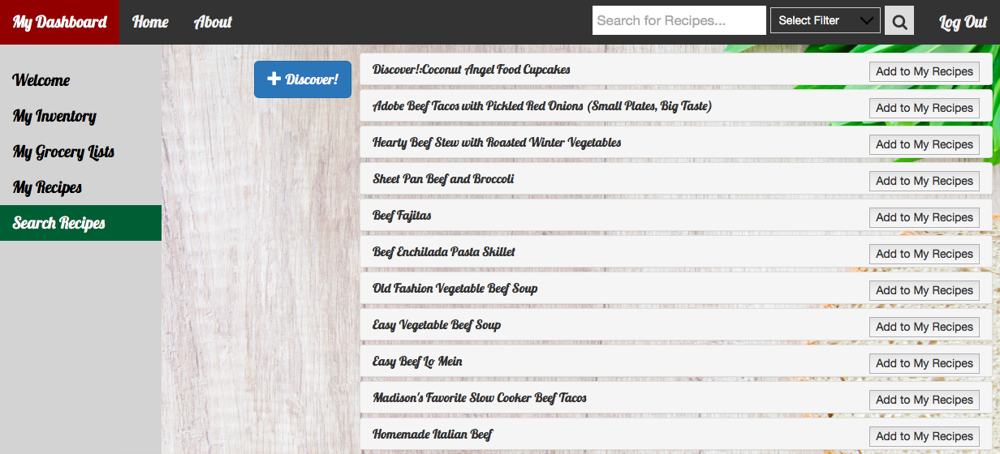 My Dashboard Home About Search for Recipes... Select Filter Log Out
Welcome
My Inventory
My Grocery Lists
My Recipes
Search Recipes
Discover!
Discover!:Coconut Angel Food Cupcakes Add to My Recipes
Adobe Beef Tacos with Pickled Red Onions (Small Plates, Big Taste) Add to My Recipes
Hearty Beef Stew with Roasted Winter Vegetables Add to My Recipes
Sheet Pan Beef and Broccoli Add to My Recipes
Beef Fajitas Add to My Recipes
Beef Enchilada Pasta Skillet Add to My Recipes
Old Fashion Vegetable Beef Soup Add to My Recipes
Easy Vegetable Beef Soup Add to My Recipes
Easy Beef Lo Mein Add to My Recipes
Madison's Favorite Slow Cooker Beef Tacos Add to My Recipes
Homemade Italian Beef Add to My Recipes